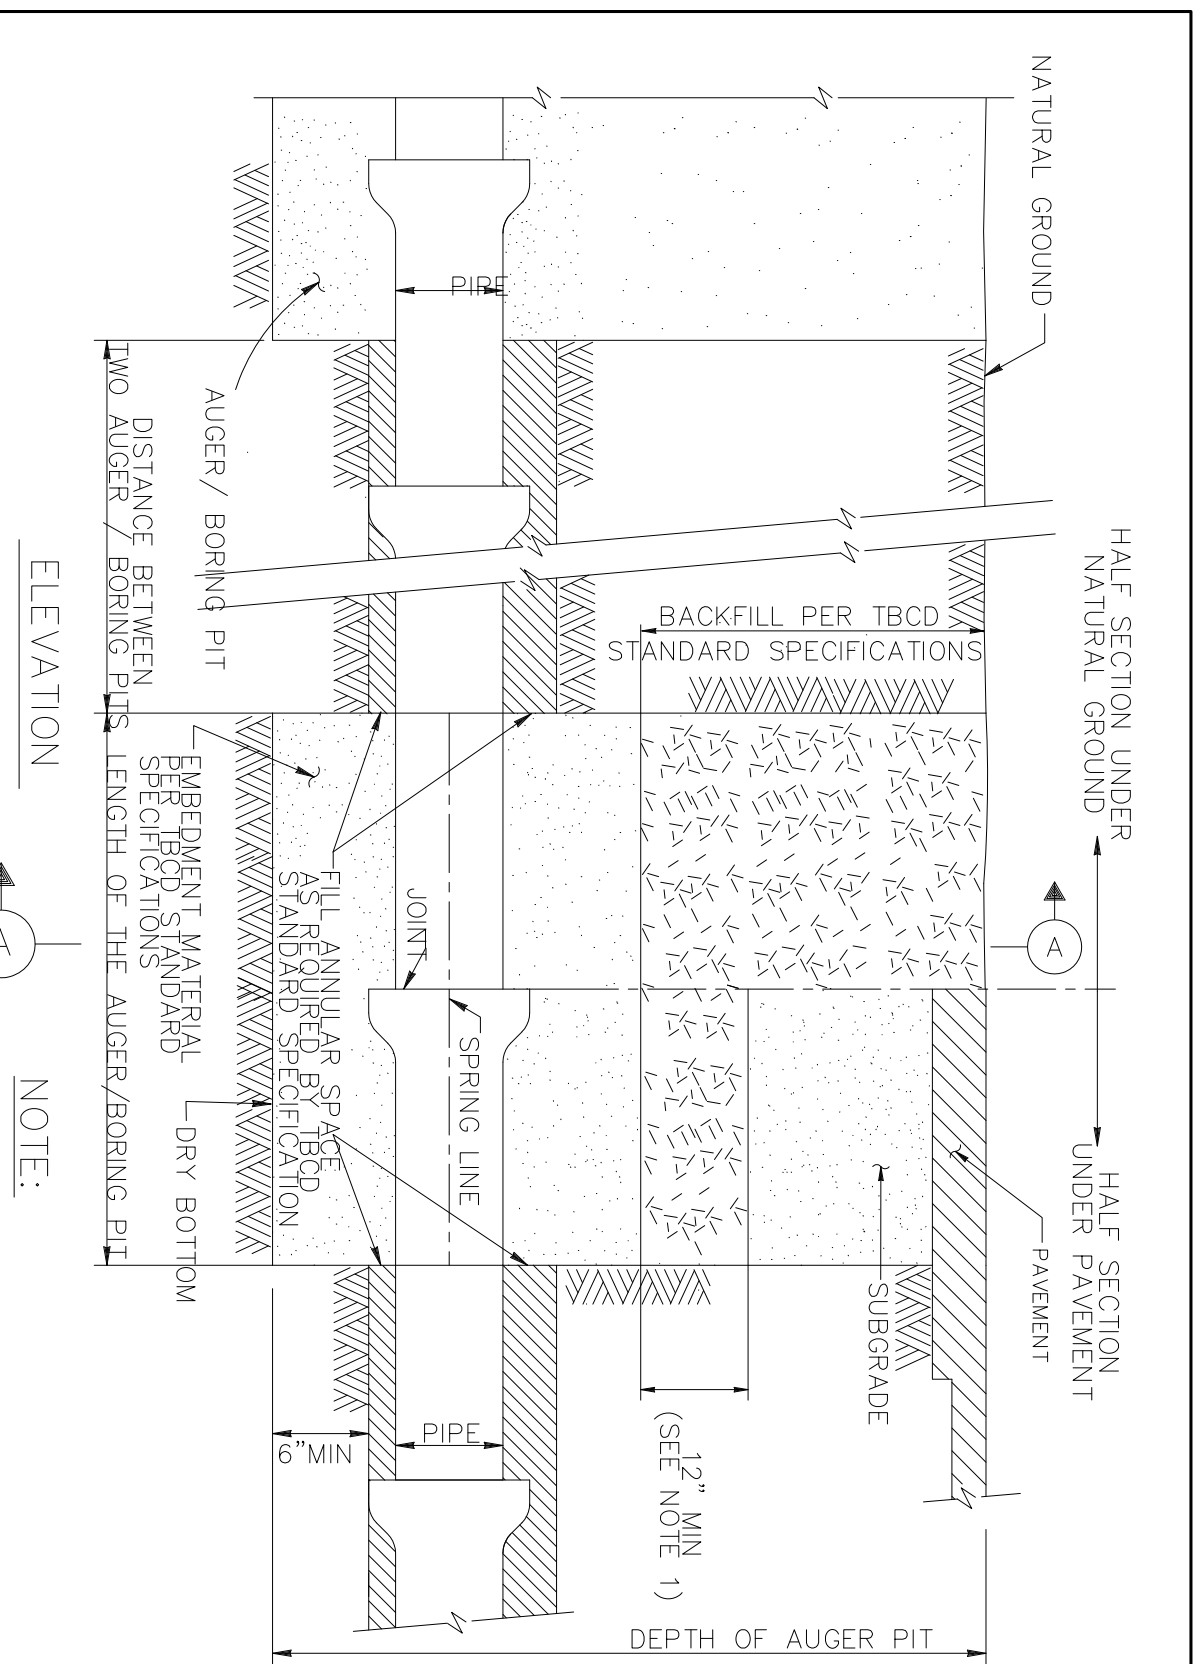 NATURAL GROUND
HALF SECTION UNDER
NATURAL GROUND
HALF SECTION
UNDER PAVEMENT
A
PAVEMENT
SUBGRADE
BACKFILL PER TBCD
STANDARD SPECIFICATIONS
12" MIN
(SEE NOTE 1)
DEPTH OF AUGER PIT
PIPE
SPRING LINE
JOINT
PIPE
6"MIN
FILL ANNULAR SPACE
AS REQUIRED BY TBCD
STANDARD SPECIFICATION
AUGER/ BORING PIT
EMBEDMENT MATERIAL
PER TBCD STANDARD
SPECIFICATIONS
DRY BOTTOM
DISTANCE BETWEEN
TWO AUGER / BORING PITS
LENGTH OF THE AUGER/BORING PIT
ELEVATION
A
NOTE: